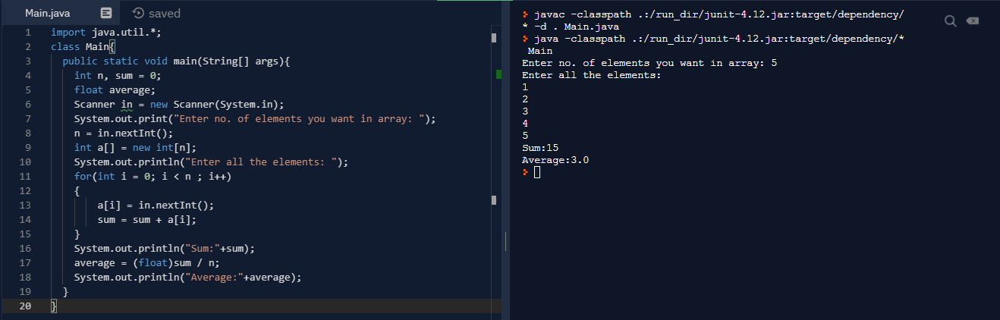 Main.java saved
1 import java.util.*;
2 class Main{
3 public static void main(String[] args){
4 int n, sum = 0;
5 float average;
6 Scanner in = new Scanner(System.in);
7 System.out.print("Enter no. of elements you want in array: ");
8 n = in.nextInt();
9 int a[] = new int[n];
10 System.out.println("Enter all the elements: ");
11 for(int i = 0; i < n ; i++)
12 {
13 a[i] = in.nextInt();
14 sum = sum + a[i];
15 }
16 System.out.println("Sum:"+sum);
17 average = (float)sum / n;
18 System.out.println("Average:"+average);
19 }
20 }
javac -classpath .:/run_dir/junit-4.12.jar:target/dependency/
* -d . Main.java
java -classpath .:/run_dir/junit-4.12.jar:target/dependency/*
Main
Enter no. of elements you want in array: 5
Enter all the elements:
1
2
3
4
5
Sum:15
Average:3.0